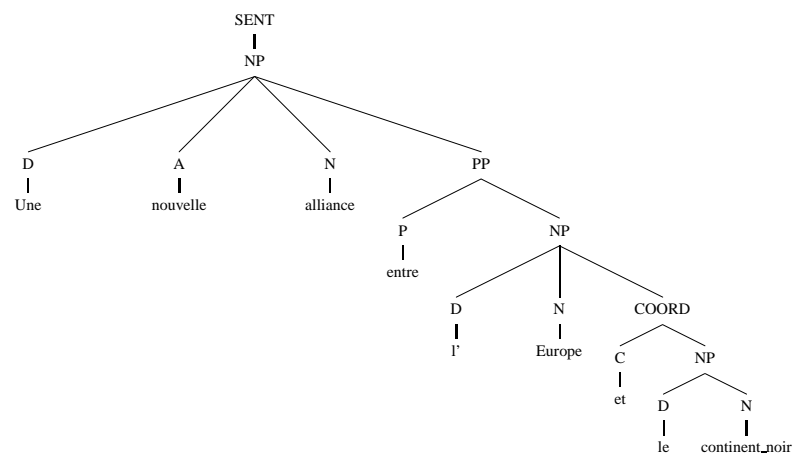 SENT
NP
D A N PP
Une nouvelle alliance
P NP
entre
D N COORD
l' Europe
C NP
et
D N
le continent_noir